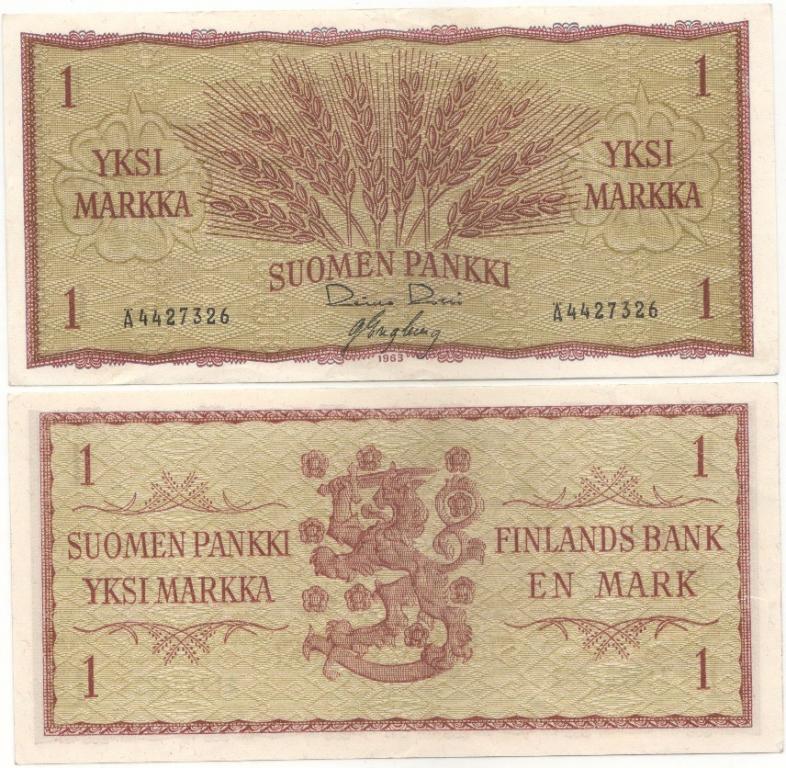 1
1
YKSI
MARKKA
YKSI
MARKKA
SUOMEN PANKKI
1
A4427326
A4427326
1
1963
1
1
SUOMEN PANKKI
YKSI MARKKA
FINLANDS BANK
EN MARK
1
1